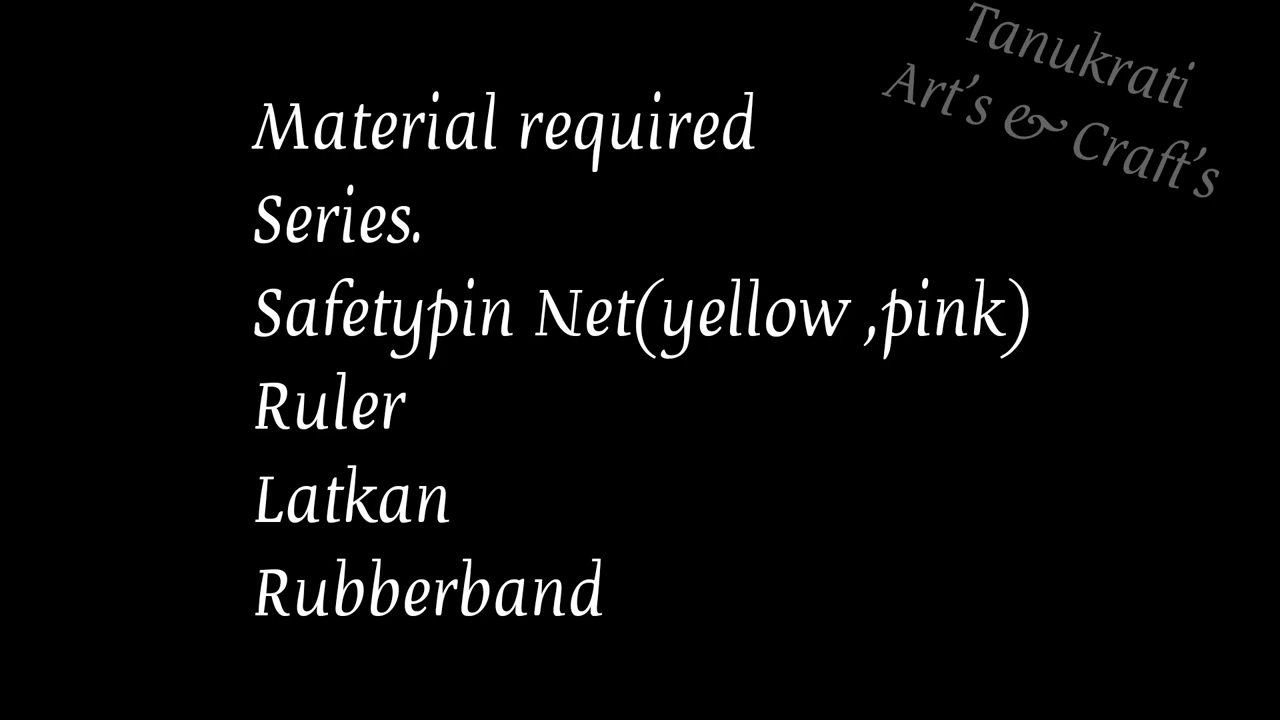 Tanukrati
Art's & Craft's
Material required
Series.
Safetypin Net(yellow ,pink)
Ruler
Latkan
Rubberband